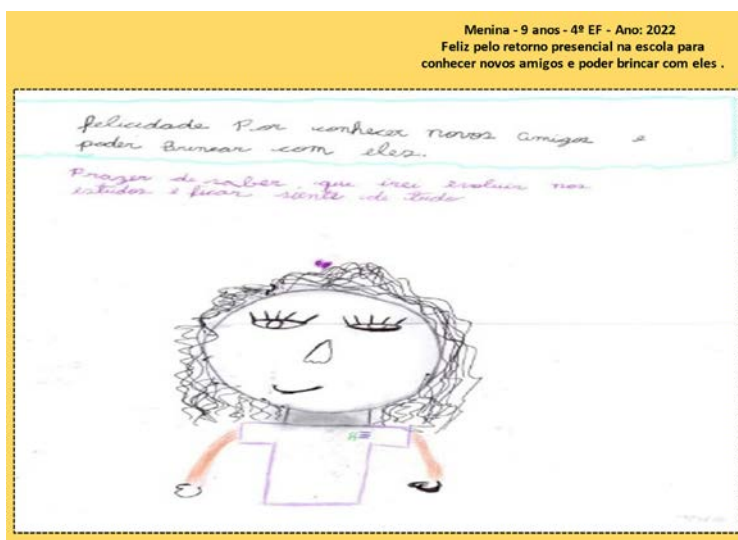 Menina - 9 anos - 4º EF - Ano: 2022
Feliz pelo retorno presencial na escola para
conhecer novos amigos e poder brincar com eles .
felicidade Por conhecer novos amigos e
poder Brincar com eles.
Prazer de saber que irei evoluir nos
estudos e ficar siente de tudo